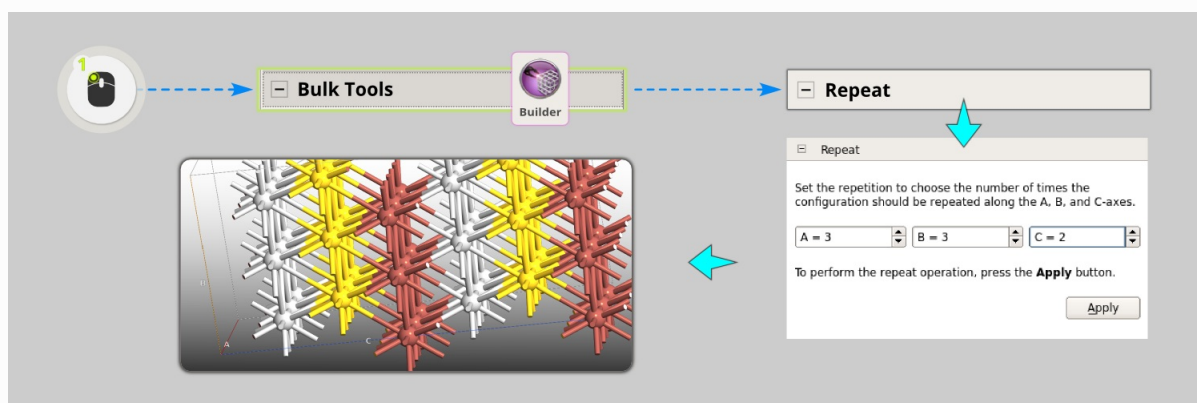 1
Bulk Tools
Builder
Repeat
Repeat
Set the repetition to choose the number of times the
configuration should be repeated along the A, B, and C-axes.
A = 3
B = 3
C = 2
To perform the repeat operation, press the Apply button.
Apply
B
A
C